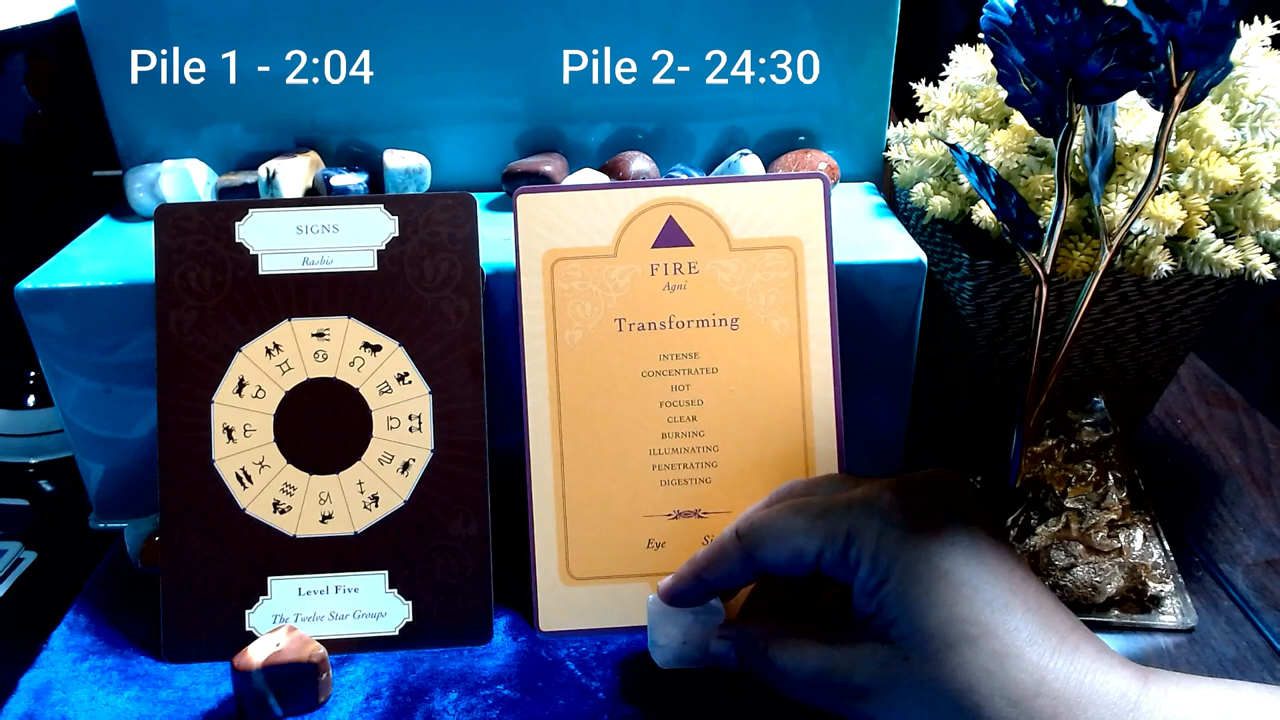 Pile 1 - 2:04
Pile 2- 24:30
SIGNS
Rashis
Level Five
The Twelve Star Groups
FIRE
Agni
Transforming
INTENSE
CONCENTRATED
HOT
FOCUSED
CLEAR
BURNING
ILLUMINATING
PENETRATING
DIGESTING
Eye